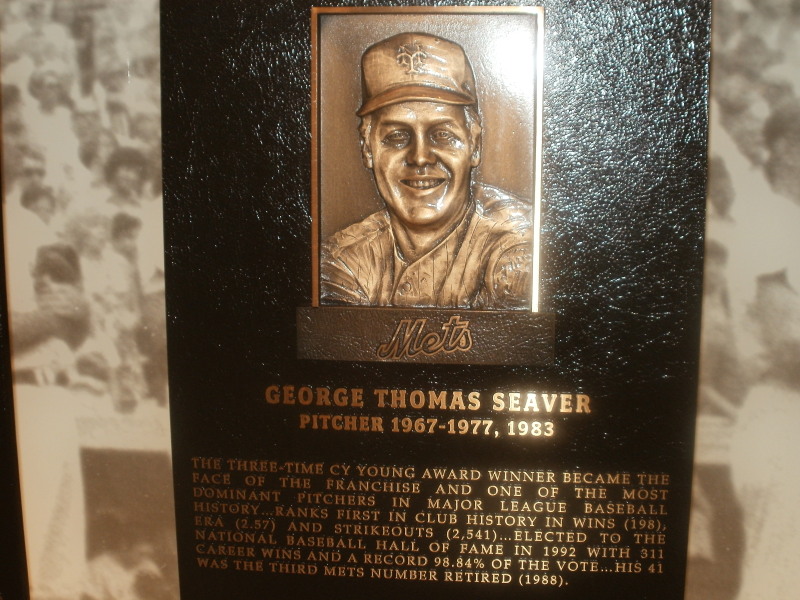 NY
Mets
GEORGE THOMAS SEAVER
PITCHER 1967-1977, 1983
THE THREE-TIME CY YOUNG AWARD WINNER BECAME THE
FACE OF THE FRANCHISE AND ONE OF THE MOST
DOMINANT PITCHERS IN MAJOR LEAGUE BASEBALL
HISTORY...RANKS FIRST IN CLUB HISTORY IN WINS (198),
ERA (2.57) AND STRIKEOUTS (2,541)...ELECTED TO THE
NATIONAL BASEBALL HALL OF FAME IN 1992 WITH 311
CAREER WINS AND A RECORD 98.84% OF THE VOTE...HIS 41
WAS THE THIRD METS NUMBER RETIRED (1988).